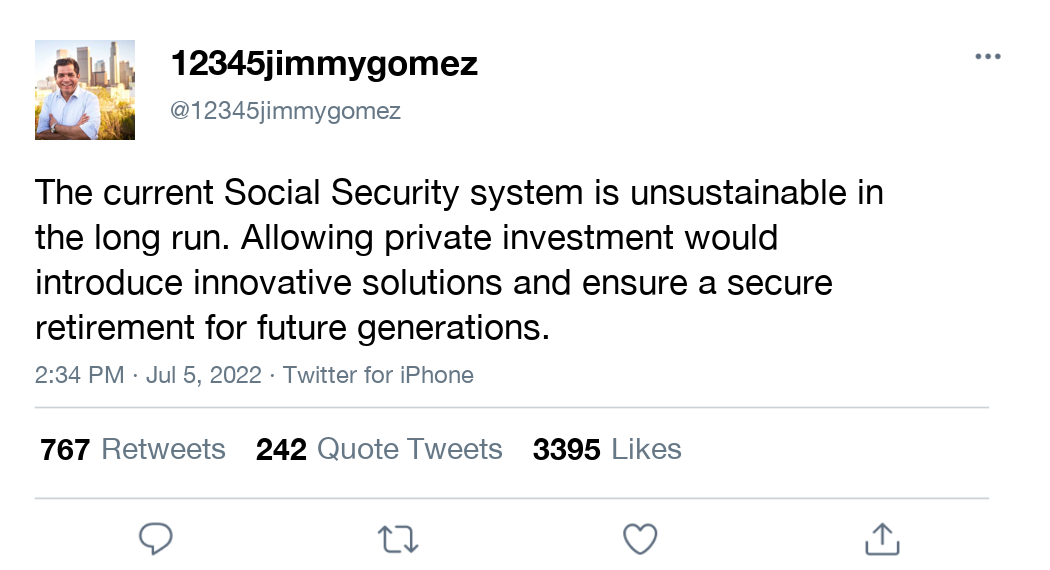 12345jimmygomez
@12345jimmygomez
The current Social Security system is unsustainable in
the long run. Allowing private investment would
introduce innovative solutions and ensure a secure
retirement for future generations.
2:34 PM · Jul 5, 2022 · Twitter for iPhone
767 Retweets 242 Quote Tweets 3395 Likes